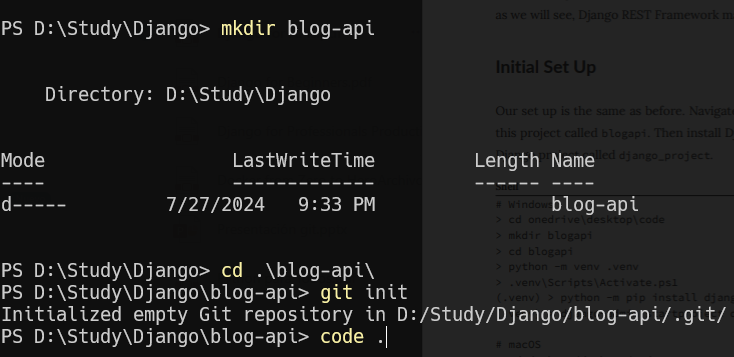 PS D:\Study\Django> mkdir blog-api
Directory: D:\Study\Django
Mode LastWriteTime Length Name
---- ------------- ------ ----
d----- 7/27/2024 9:33 PM blog-api
PS D:\Study\Django> cd .\blog-api\
PS D:\Study\Django\blog-api> git init
Initialized empty Git repository in D:/Study/Django/blog-api/.git/
PS D:\Study\Django\blog-api> code .
as we will see, Django REST Framework
Initial Set Up
Our set up is the same as before. Navigate
this project called blogapi. Then install
called django_project.
# Windows
> cd onedrive\desktop\code
> mkdir blogapi
> cd blogapi
> python -m venv .venv
> .venv\Scripts\Activate.ps1
(.venv) > python -m pip install
# macOS